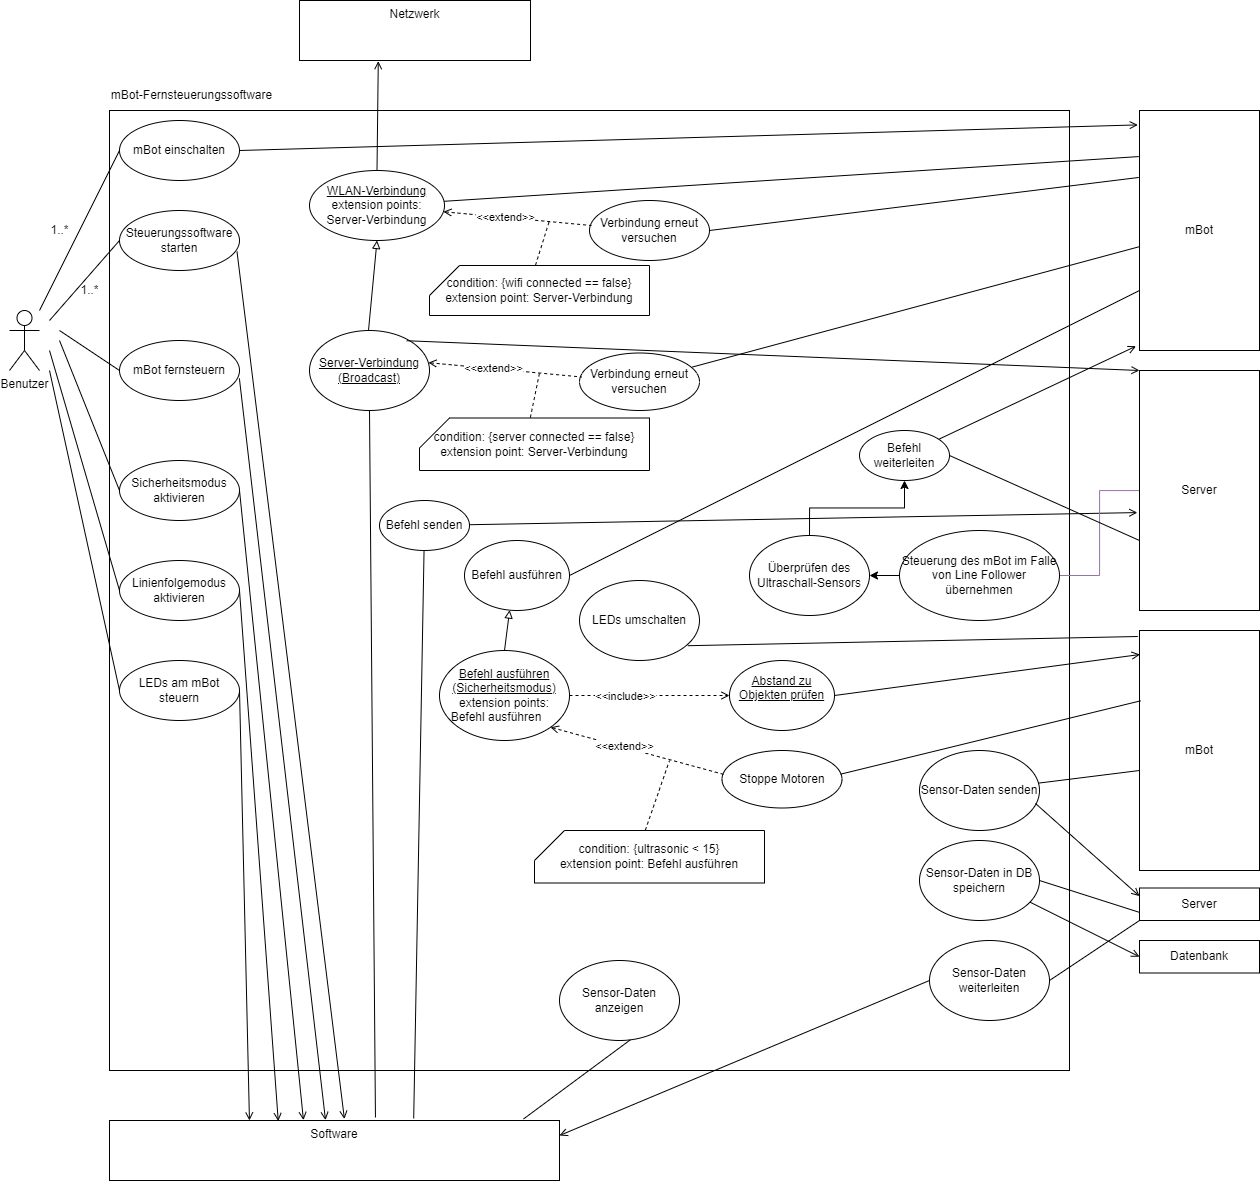 Netzwerk
mBot-Fernsteuerungssoftware
mBot einschalten
WLAN-Verbindung
extension points:
Server-Verbindung
1..*
Steuerungssoftware
starten
<<extend>>
Verbindung erneut
versuchen
mBot
1..*
condition: {wifi connected == false}
extension point: Server-Verbindung
Benutzer
mBot fernsteuern
Server-Verbindung
(Broadcast)
<<extend>>
Verbindung erneut
versuchen
condition: {server connected == false}
extension point: Server-Verbindung
Befehl
weiterleiten
Sicherheitsmodus
aktivieren
Server
Befehl senden
Befehl ausführen
Überprüfen des
Ultraschall-Sensors
Steuerung des mBot im Falle
von Line Follower
übernehmen
Linienfolgemodus
aktivieren
LEDs umschalten
LEDs am mBot
steuern
Befehl ausführen
(Sicherheitsmodus)
extension points:
Befehl ausführen
<<include>>
Abstand zu
Objekten prüfen
<<extend>>
Stoppe Motoren
mBot
Sensor-Daten senden
condition: {ultrasonic < 15}
extension point: Befehl ausführen
Sensor-Daten in DB
speichern
Server
Datenbank
Sensor-Daten
weiterleiten
Sensor-Daten
anzeigen
Software